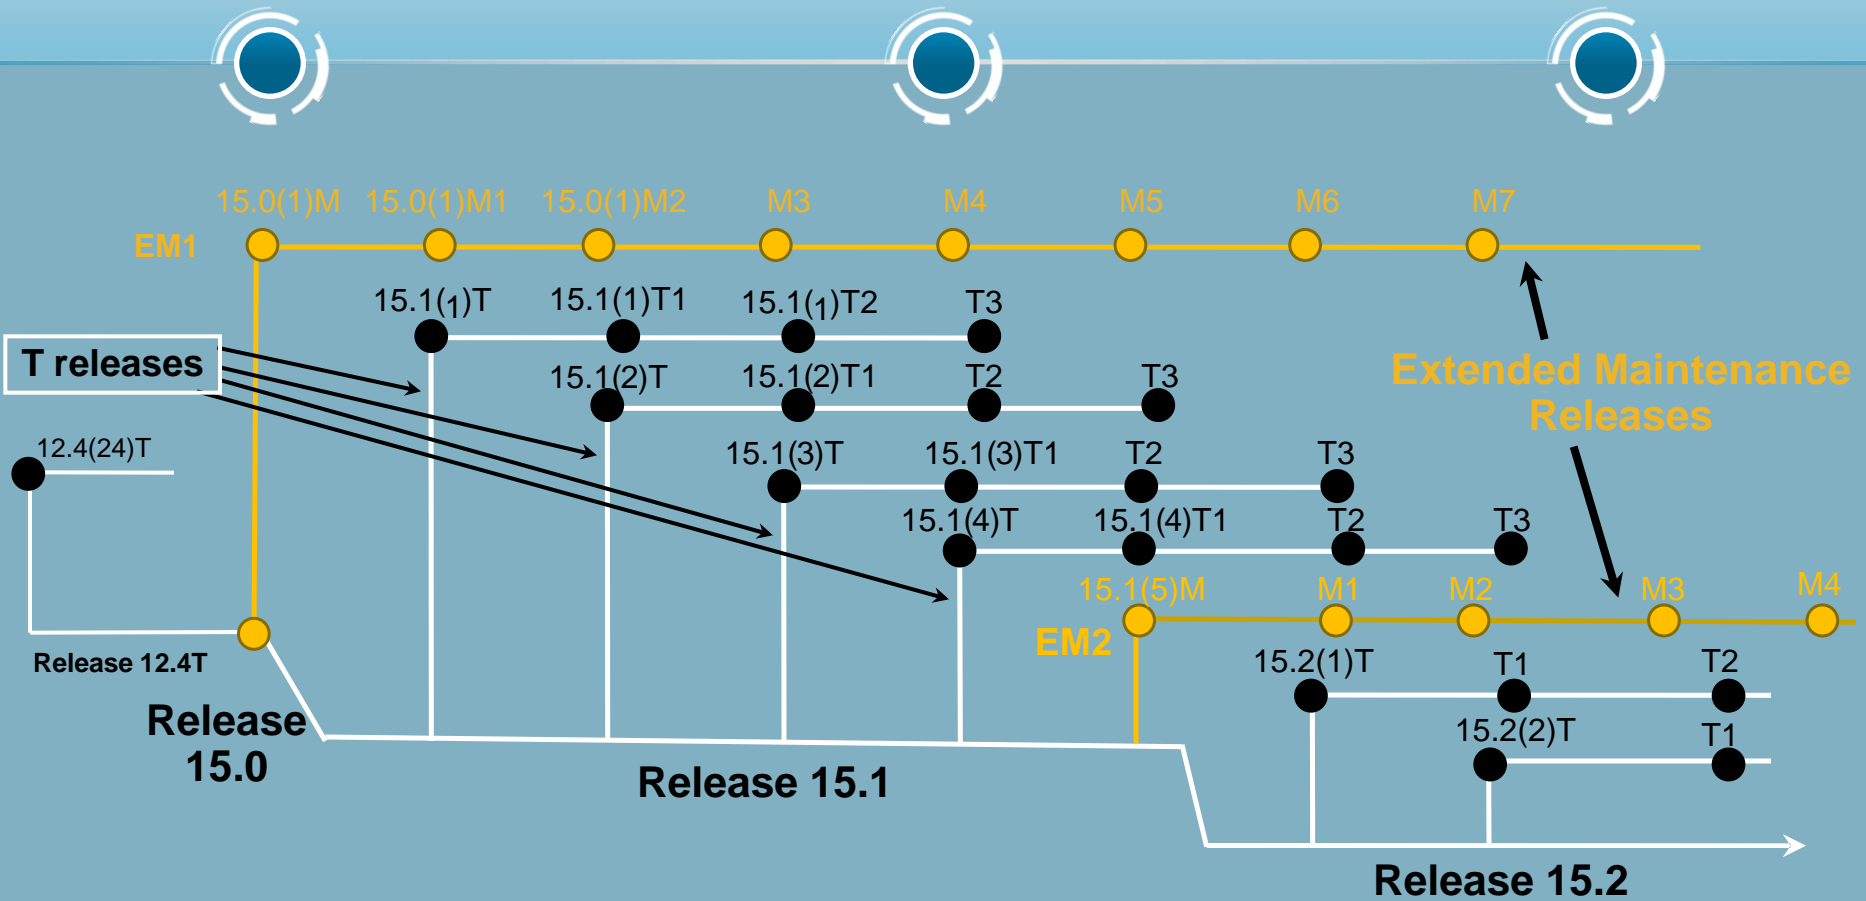 15.0(1)M 15.0(1)M1 15.0(1)M2 M3 M4 M5 M6 M7
EM1
15.1(1)T 15.1(1)T1 15.1(1)T2 T3
T releases
Extended Maintenance
Releases
15.1(2)T 15.1(2)T1 T2 T3
12.4(24)T
15.1(3)T 15.1(3)T1 T2 T3
15.1(4)T 15.1(4)T1 T2 T3
15.1(5)M M1 M2 M3 M4
EM2
Release 12.4T
15.2(1)T T1 T2
Release
15.0
15.2(2)T T1
Release 15.1
Release 15.2